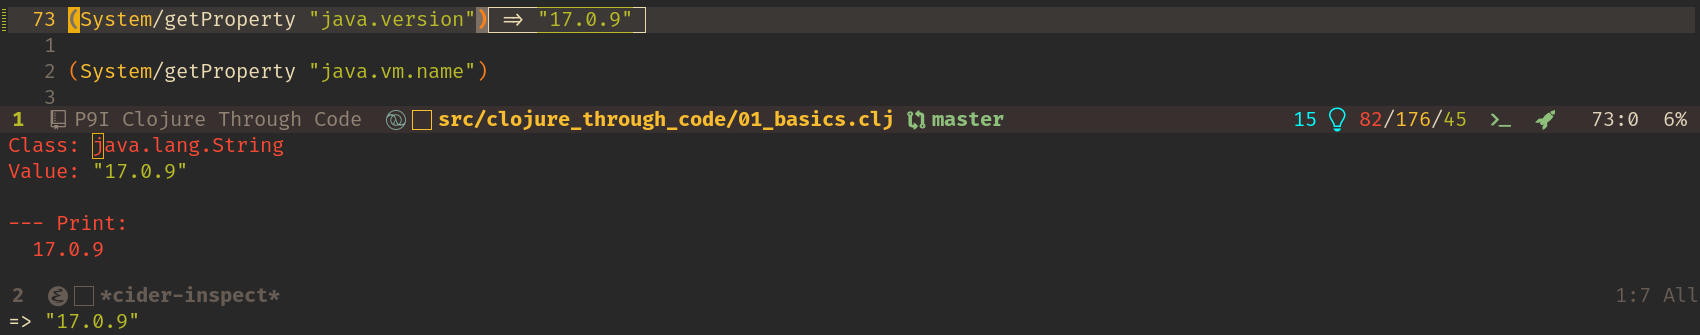 73 (System/getProperty "java.version") => "17.0.9"
1
2 (System/getProperty "java.vm.name")
3
1 P9I Clojure Through Code src/clojure_through_code/01_basics.clj master 15 82/176/45 >_ 73:0 6%
Class: java.lang.String
Value: "17.0.9"
--- Print:
17.0.9
2 *cider-inspect* 1:7 All
=> "17.0.9"